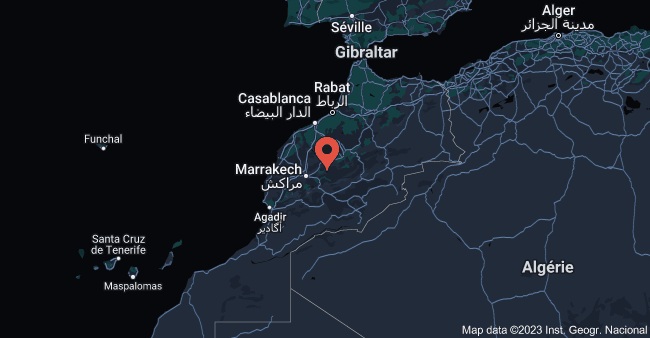 Alger
مدينة الجزائر
Séville
Gibraltar
Rabat
الرباط
Casablanca
الدار البيضاء
Funchal
Marrakech
مراكش
Agadir
أكادير
Santa Cruz
de Tenerife
Maspalomas
Algérie
Map data ©2023 Inst. Geogr. Nacional